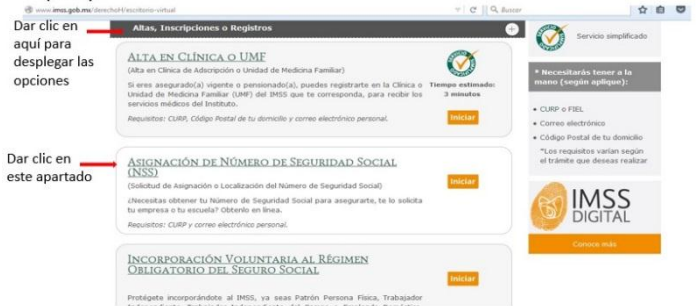 www.imss.gob.mx/derechoH/escritorio-virtual
Buscar
Dar clic en
aquí para
desplegar las
opciones
Altas, Inscripciones o Registros
ALTA EN CLÍNICA O UMF
(Alta en Clínica de Adscripción o Unidad de Medicina Familiar)
Si eres asegurado(a) vigente o pensionado(a), puedes registrarte en la Clínica o
Unidad de Medicina Familiar (UMF) del IMSS que te corresponda, para recibir los
servicios médicos del Instituto.
Requisitos: CURP, Código Postal de tu domicilio y correo electrónico personal.
Tiempo estimado:
3 minutos
Iniciar
Dar clic en
este apartado
ASIGNACIÓN DE NÚMERO DE SEGURIDAD SOCIAL
(NSS)
(Solicitud de Asignación o Localización del Número de Seguridad Social)
¿Necesitas obtener tu Número de Seguridad Social para asegurarte, te lo solicita
tu empresa o tu escuela? Obtenlo en línea.
Requisitos: CURP y correo electrónico personal.
Iniciar
INCORPORACIÓN VOLUNTARIA AL RÉGIMEN
OBLIGATORIO DEL SEGURO SOCIAL
Protégete incorporándote al IMSS, ya seas Patrón Persona Física, Trabajador
Iniciar
Servicio simplificado
* Necesitarás tener a la
mano (según aplique):
• CURP o FIEL
• Correo electrónico
• Código Postal de tu domicilio
*Los requisitos varían según
el trámite que deseas realizar
IMSS
DIGITAL
Conoce más